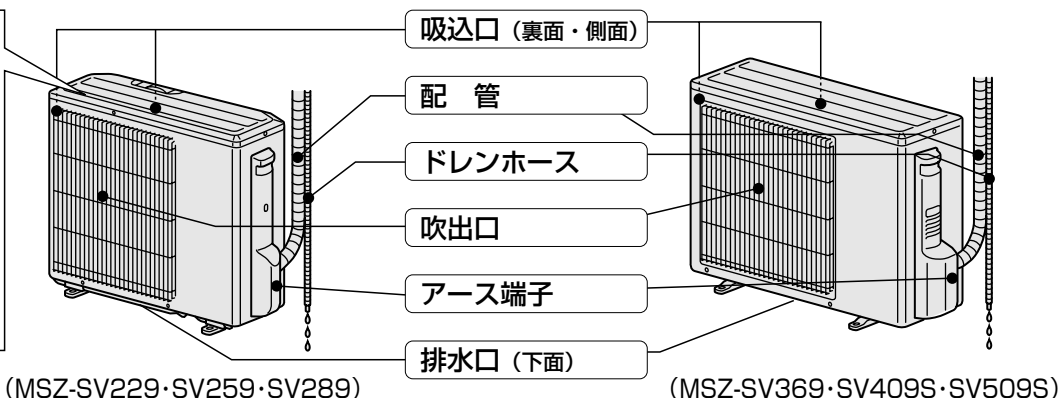 吸込口（裏面・側面）
配　管
ドレンホース
吹出口
アース端子
排水口（下面）
（MSZ-SV229・SV259・SV289）
（MSZ-SV369・SV409S・SV509S）